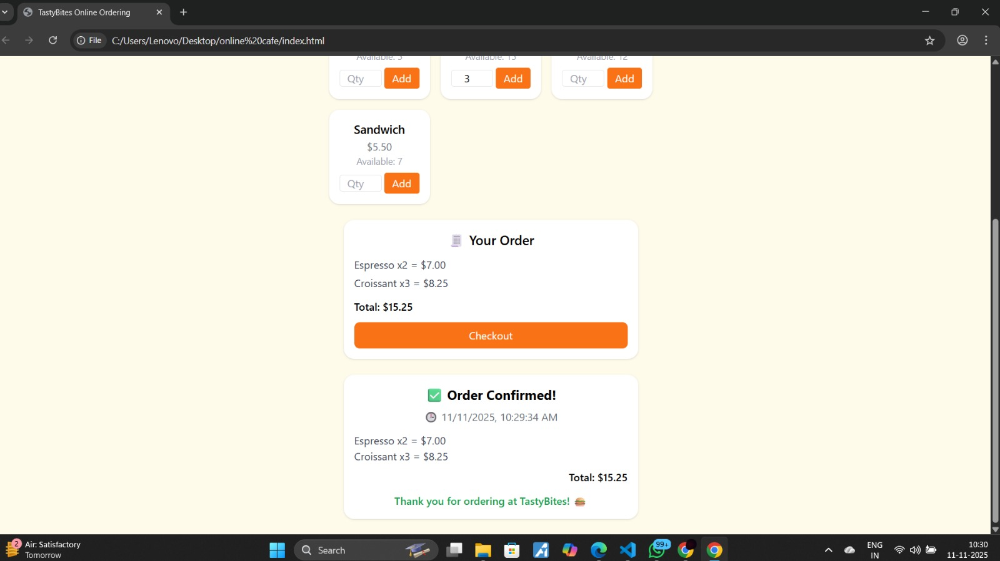 TastyBites Online Ordering
File C:/Users/Lenovo/Desktop/online%20cafe/index.html
Available: 5 Available: 15 Available: 12
Qty Add 3 Add Qty Add
Sandwich
$5.50
Available: 7
Qty Add
Your Order
Espresso x2 = $7.00
Croissant x3 = $8.25
Total: $15.25
Checkout
Order Confirmed!
11/11/2025, 10:29:34 AM
Espresso x2 = $7.00
Croissant x3 = $8.25
Total: $15.25
Thank you for ordering at TastyBites!
2 Air: Satisfactory
Tomorrow
Search
99+
ENG
IN
10:30
11-11-2025